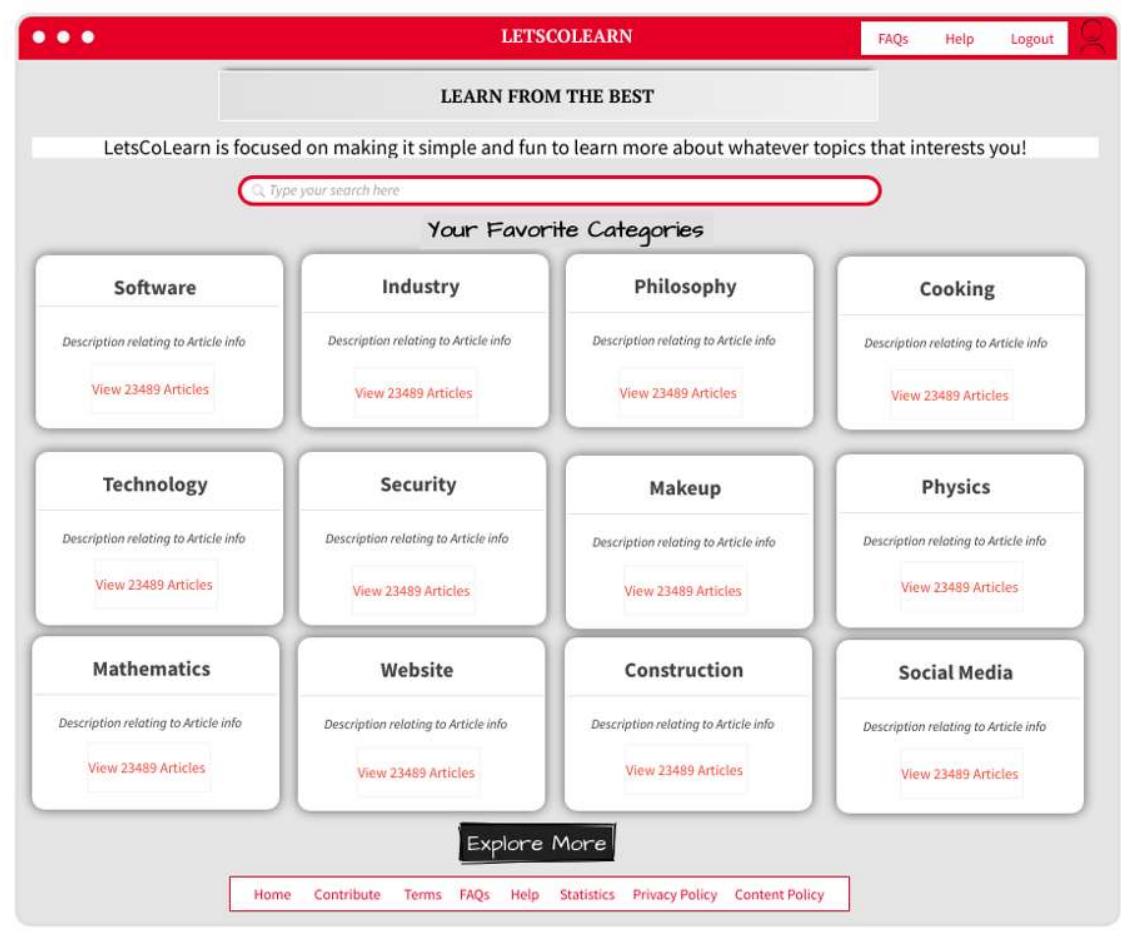 LETSCOLEARN
FAQs Help Logout
LEARN FROM THE BEST
LetsCoLearn is focused on making it simple and fun to learn more about whatever topics that interests you!
Type your search here
Your Favorite Categories
Software
Description relating to Article info
View 23489 Articles
Industry
Description relating to Article info
View 23489 Articles
Philosophy
Description relating to Article info
View 23489 Articles
Cooking
Description relating to Article info
View 23489 Articles
Technology
Description relating to Article info
View 23489 Articles
Security
Description relating to Article info
View 23489 Articles
Makeup
Description relating to Article info
View 23489 Articles
Physics
Description relating to Article info
View 23489 Articles
Mathematics
Description relating to Article info
View 23489 Articles
Website
Description relating to Article info
View 23489 Articles
Construction
Description relating to Article info
View 23489 Articles
Social Media
Description relating to Article info
View 23489 Articles
Explore More
Home Contribute Terms FAQs Help Statistics Privacy Policy Content Policy